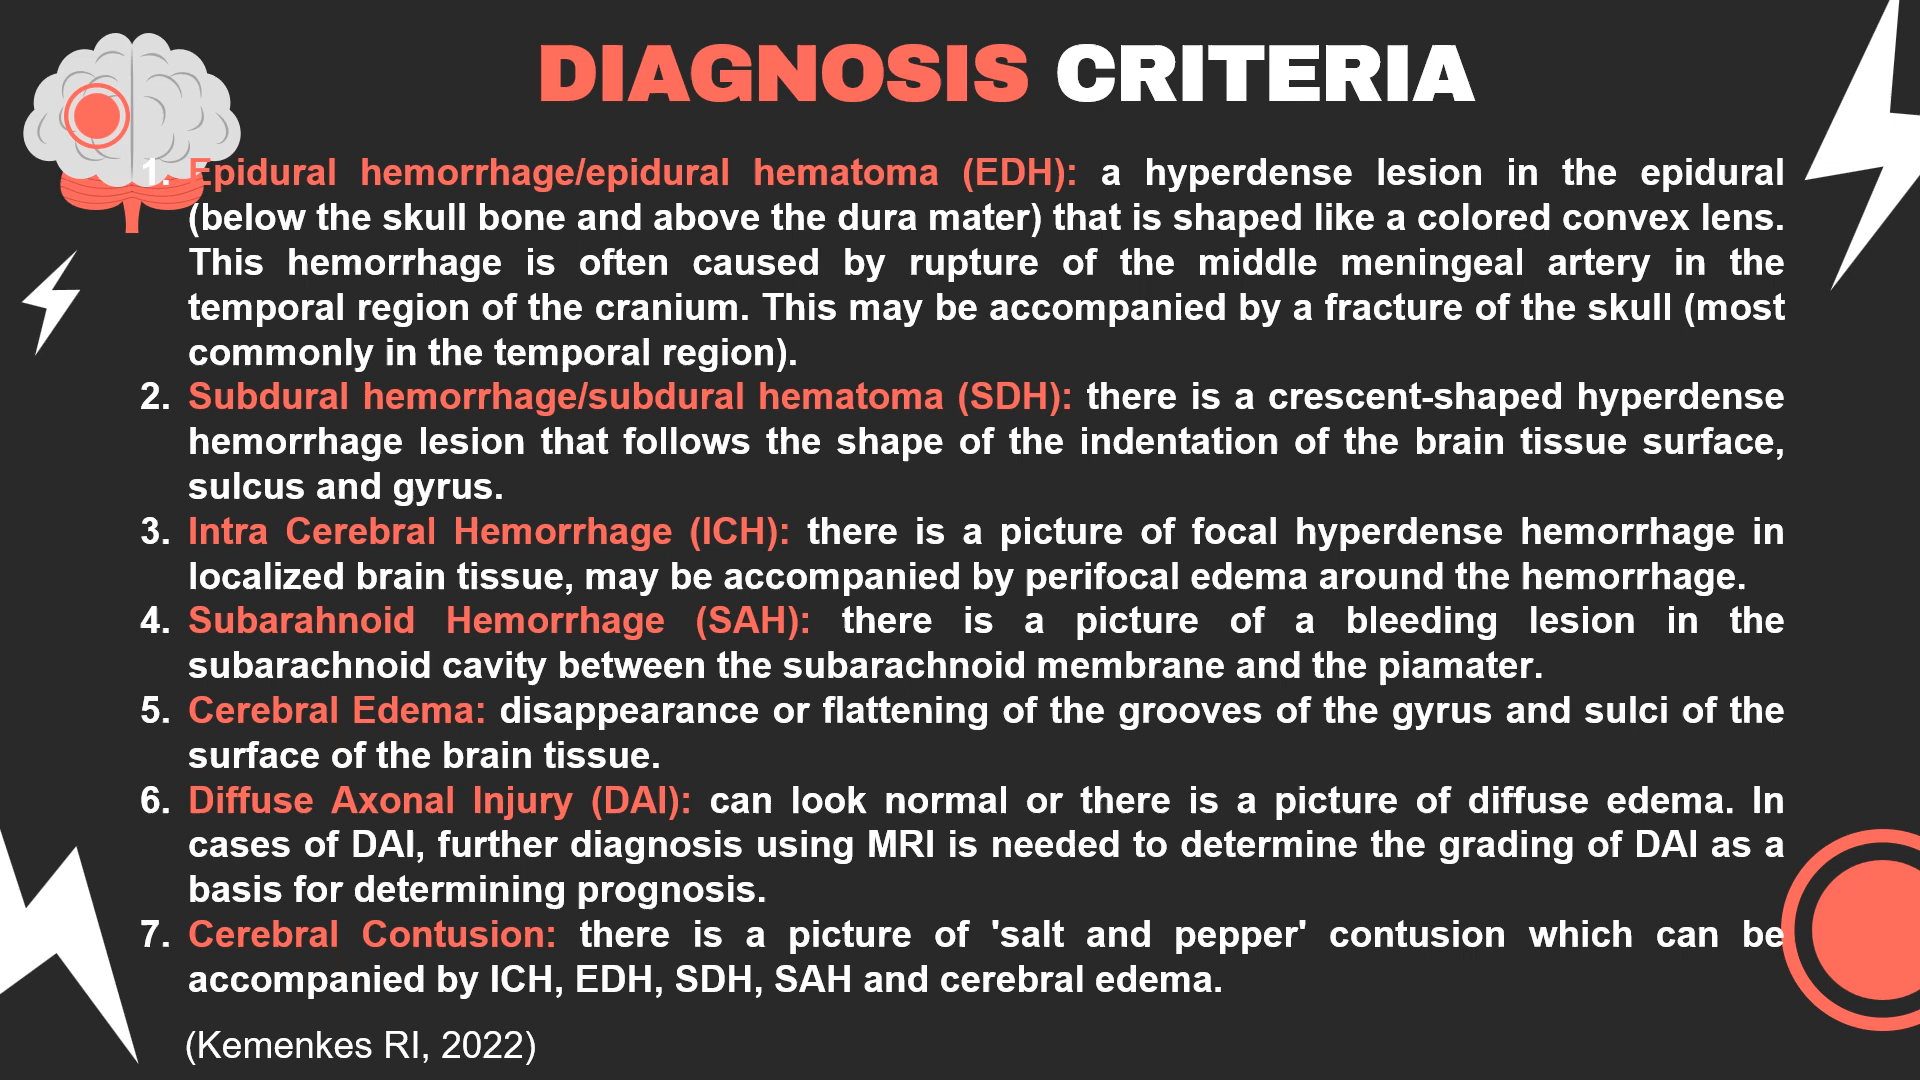 DIAGNOSIS CRITERIA
1. Epidural hemorrhage/epidural hematoma (EDH): a hyperdense lesion in the epidural
(below the skull bone and above the dura mater) that is shaped like a colored convex lens.
This hemorrhage is often caused by rupture of the middle meningeal artery in the
temporal region of the cranium. This may be accompanied by a fracture of the skull (most
commonly in the temporal region).
2. Subdural hemorrhage/subdural hematoma (SDH): there is a crescent-shaped hyperdense
hemorrhage lesion that follows the shape of the indentation of the brain tissue surface,
sulcus and gyrus.
3. Intra Cerebral Hemorrhage (ICH): there is a picture of focal hyperdense hemorrhage in
localized brain tissue, may be accompanied by perifocal edema around the hemorrhage.
4. Subarahnoid Hemorrhage (SAH): there is a picture of a bleeding lesion in the
subarachnoid cavity between the subarachnoid membrane and the piamater.
5. Cerebral Edema: disappearance or flattening of the grooves of the gyrus and sulci of the
surface of the brain tissue.
6. Diffuse Axonal Injury (DAI): can look normal or there is a picture of diffuse edema. In
cases of DAI, further diagnosis using MRI is needed to determine the grading of DAI as a
basis for determining prognosis.
7. Cerebral Contusion: there is a picture of 'salt and pepper' contusion which can be
accompanied by ICH, EDH, SDH, SAH and cerebral edema.
(Kemenkes RI, 2022)